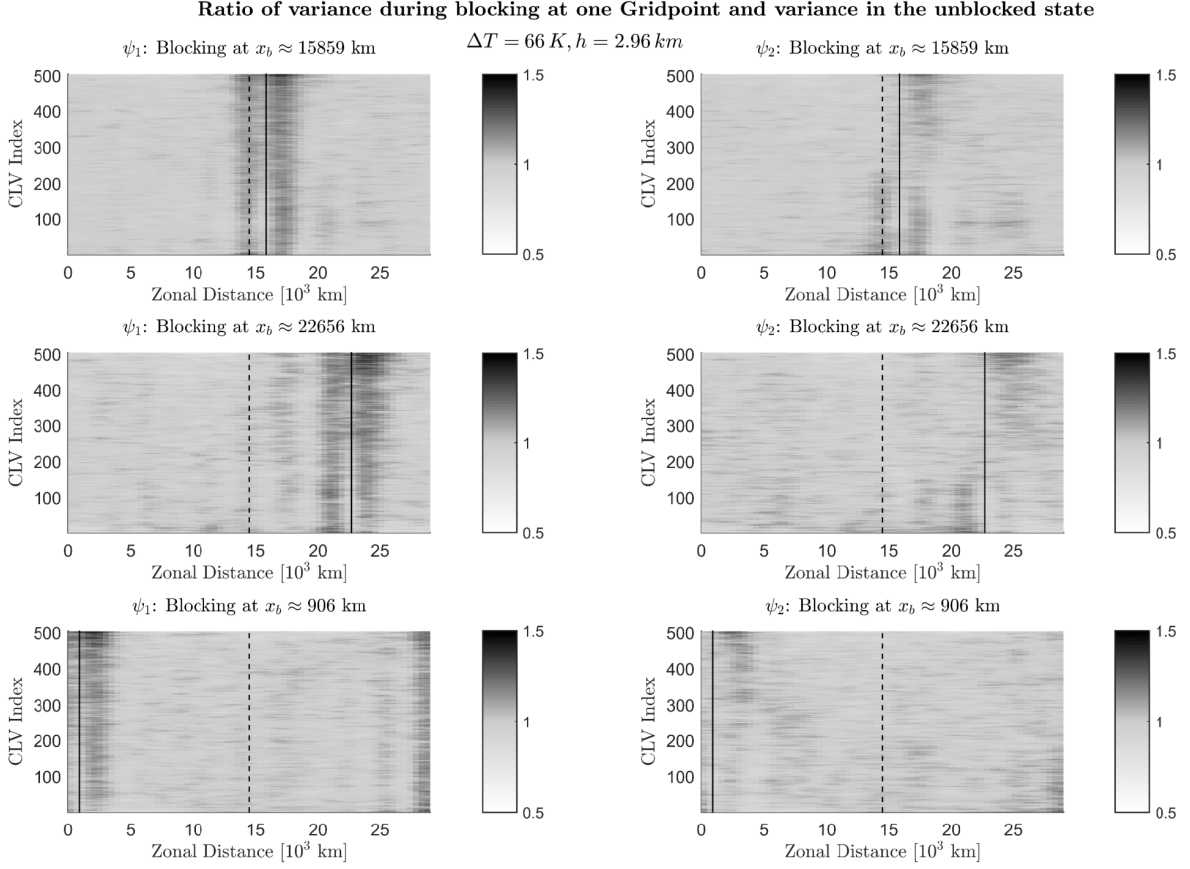 Ratio of variance during blocking at one Gridpoint and variance in the unblocked state
ΔT = 66 K, h = 2.96 km
ψ₁: Blocking at x_b ≈ 15859 km
500
400
300
200
100
CLV Index
0 5 10 15 20 25
Zonal Distance [10³ km]
1.5
1
0.5
ψ₂: Blocking at x_b ≈ 15859 km
500
400
300
200
100
CLV Index
0 5 10 15 20 25
Zonal Distance [10³ km]
1.5
1
0.5
ψ₁: Blocking at x_b ≈ 22656 km
500
400
300
200
100
CLV Index
0 5 10 15 20 25
Zonal Distance [10³ km]
1.5
1
0.5
ψ₂: Blocking at x_b ≈ 22656 km
500
400
300
200
100
CLV Index
0 5 10 15 20 25
Zonal Distance [10³ km]
1.5
1
0.5
ψ₁: Blocking at x_b ≈ 906 km
500
400
300
200
100
CLV Index
0 5 10 15 20 25
Zonal Distance [10³ km]
1.5
1
0.5
ψ₂: Blocking at x_b ≈ 906 km
500
400
300
200
100
CLV Index
0 5 10 15 20 25
Zonal Distance [10³ km]
1.5
1
0.5